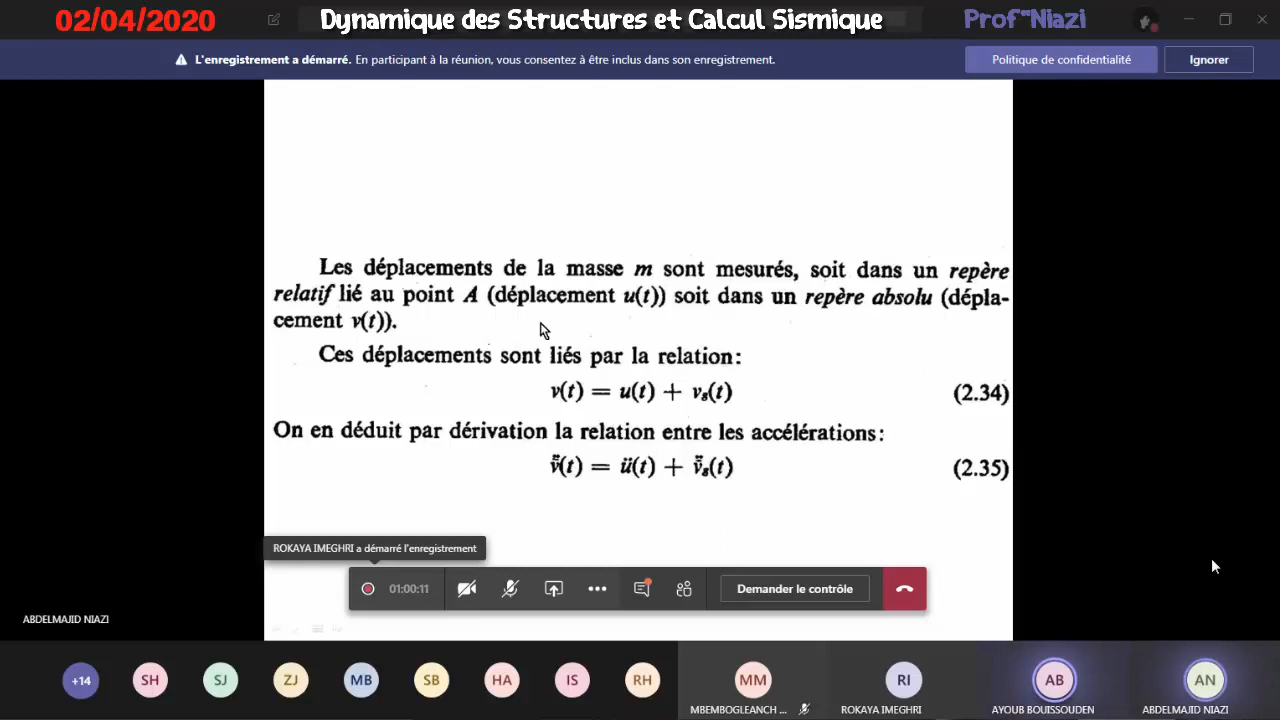 02/04/2020
Dynamique des Structures et Calcul Sismique
Prof"Niazi
L'enregistrement a démarré. En participant à la réunion, vous consentez à être inclus dans son enregistrement.
Politique de confidentialité
Ignorer
Les déplacements de la masse m sont mesurés, soit dans un repère
relatif lié au point A (déplacement u(t)) soit dans un repère absolu (dépla-
cement v(t)).
Ces déplacements sont liés par la relation:
v(t) = u(t) + vₛ(t) (2.34)
On en déduit par dérivation la relation entre les accélérations:
v̈(t) = ü(t) + v̈ₛ(t) (2.35)
ROKAYA IMEGHRI a démarré l'enregistrement
01:00:11
Demander le contrôle
ABDELMAJID NIAZI
+14
SH
SJ
ZJ
MB
SB
HA
IS
RH
MM
RI
AB
AN
MBEMBOGLEANCH ...
ROKAYA IMEGHRI
AYOUB BOUISSOUDEN
ABDELMAJID NIAZI